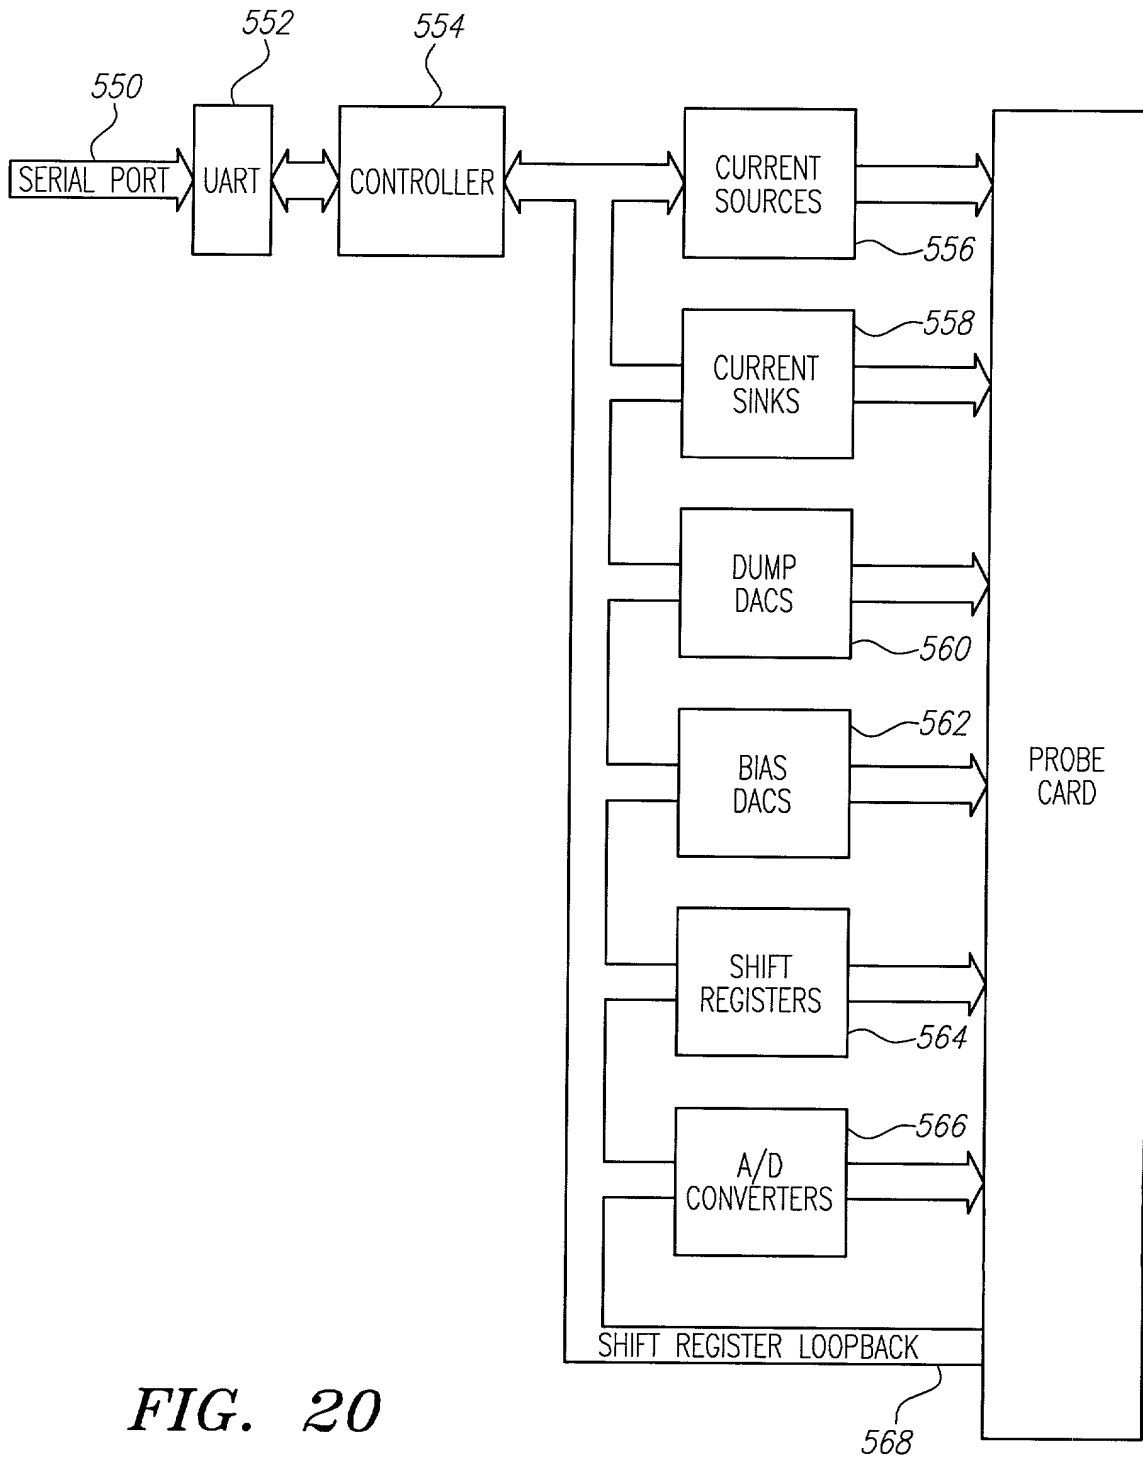 552
554
550
SERIAL PORT
UART
CONTROLLER
CURRENT
SOURCES
556
558
CURRENT
SINKS
DUMP
DACS
560
562
BIAS
DACS
PROBE
CARD
SHIFT
REGISTERS
564
566
A/D
CONVERTERS
SHIFT REGISTER LOOPBACK
568
FIG. 20